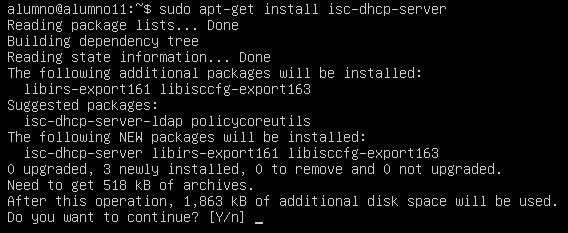 alumno@alumno11:~$ sudo apt-get install isc-dhcp-server
Reading package lists... Done
Building dependency tree
Reading state information... Done
The following additional packages will be installed:
  libirs-export161 libisccfg-export163
Suggested packages:
  isc-dhcp-server-ldap policycoreutils
The following NEW packages will be installed:
  isc-dhcp-server libirs-export161 libisccfg-export163
0 upgraded, 3 newly installed, 0 to remove and 0 not upgraded.
Need to get 518 kB of archives.
After this operation, 1,863 kB of additional disk space will be used.
Do you want to continue? [Y/n] _